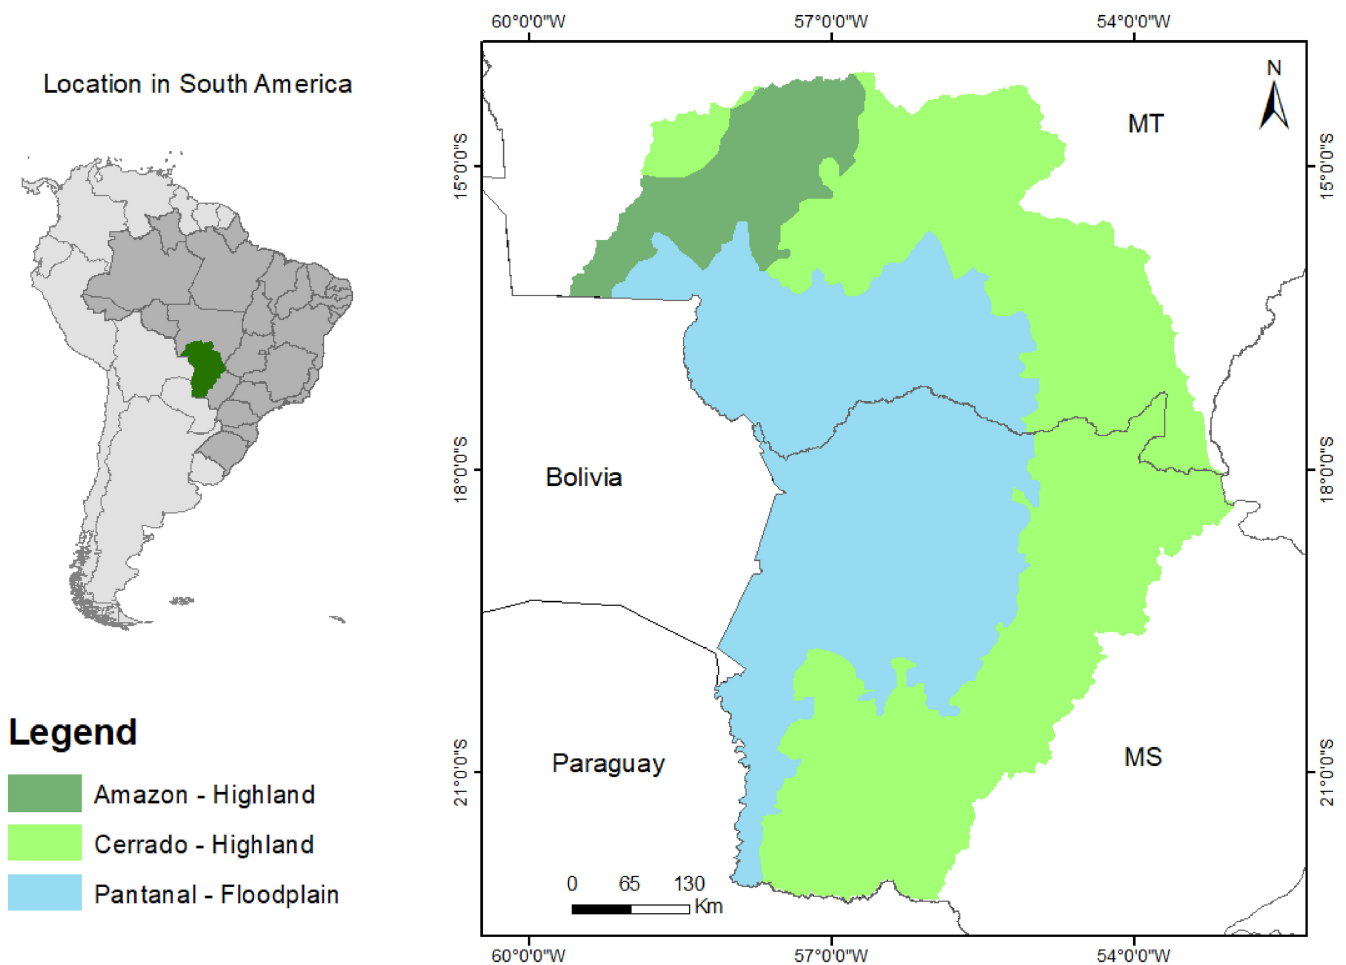 Location in South America
Legend
Amazon - Highland
Cerrado - Highland
Pantanal - Floodplain
60°0'0"W 57°0'0"W 54°0'0"W
N
MT
15°0'0"S 15°0'0"S
Bolivia
18°0'0"S 18°0'0"S
Paraguay
MS
21°0'0"S 21°0'0"S
0 65 130
Km
60°0'0"W 57°0'0"W 54°0'0"W